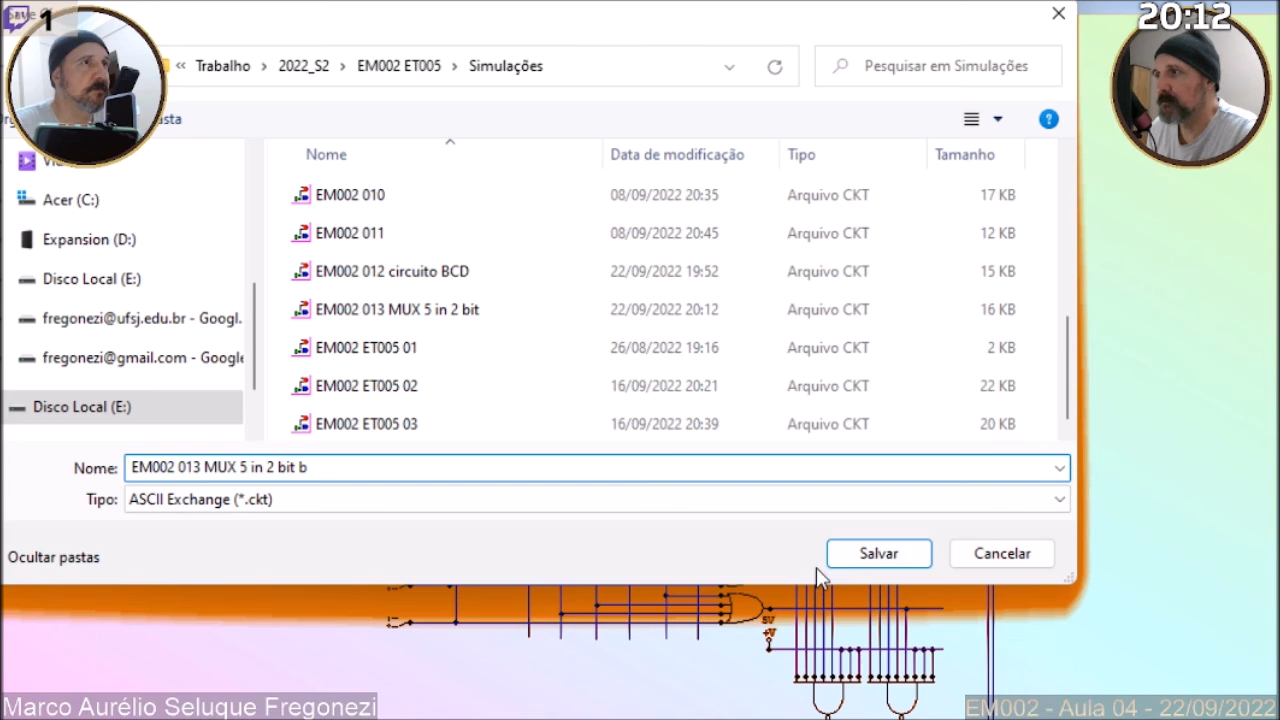 1
20:12
« Trabalho > 2022_S2 > EM002 ET005 > Simulações
Pesquisar em Simulações
asta
Nome Data de modificação Tipo Tamanho
Acer (C:)
Expansion (D:)
Disco Local (E:)
fregonezi@ufsj.edu.br - Googl.
fregonezi@gmail.com - Google
Disco Local (E:)
EM002 010 08/09/2022 20:35 Arquivo CKT 17 KB
EM002 011 08/09/2022 20:45 Arquivo CKT 12 KB
EM002 012 circuito BCD 22/09/2022 19:52 Arquivo CKT 15 KB
EM002 013 MUX 5 in 2 bit 22/09/2022 20:12 Arquivo CKT 16 KB
EM002 ET005 01 26/08/2022 19:16 Arquivo CKT 2 KB
EM002 ET005 02 16/09/2022 20:21 Arquivo CKT 22 KB
EM002 ET005 03 16/09/2022 20:39 Arquivo CKT 20 KB
Nome: EM002 013 MUX 5 in 2 bit b
Tipo: ASCII Exchange (*.ckt)
Ocultar pastas
Salvar
Cancelar
5V
+V
Marco Aurélio Seluque Fregonezi
EM002 - Aula 04 - 22/09/2022